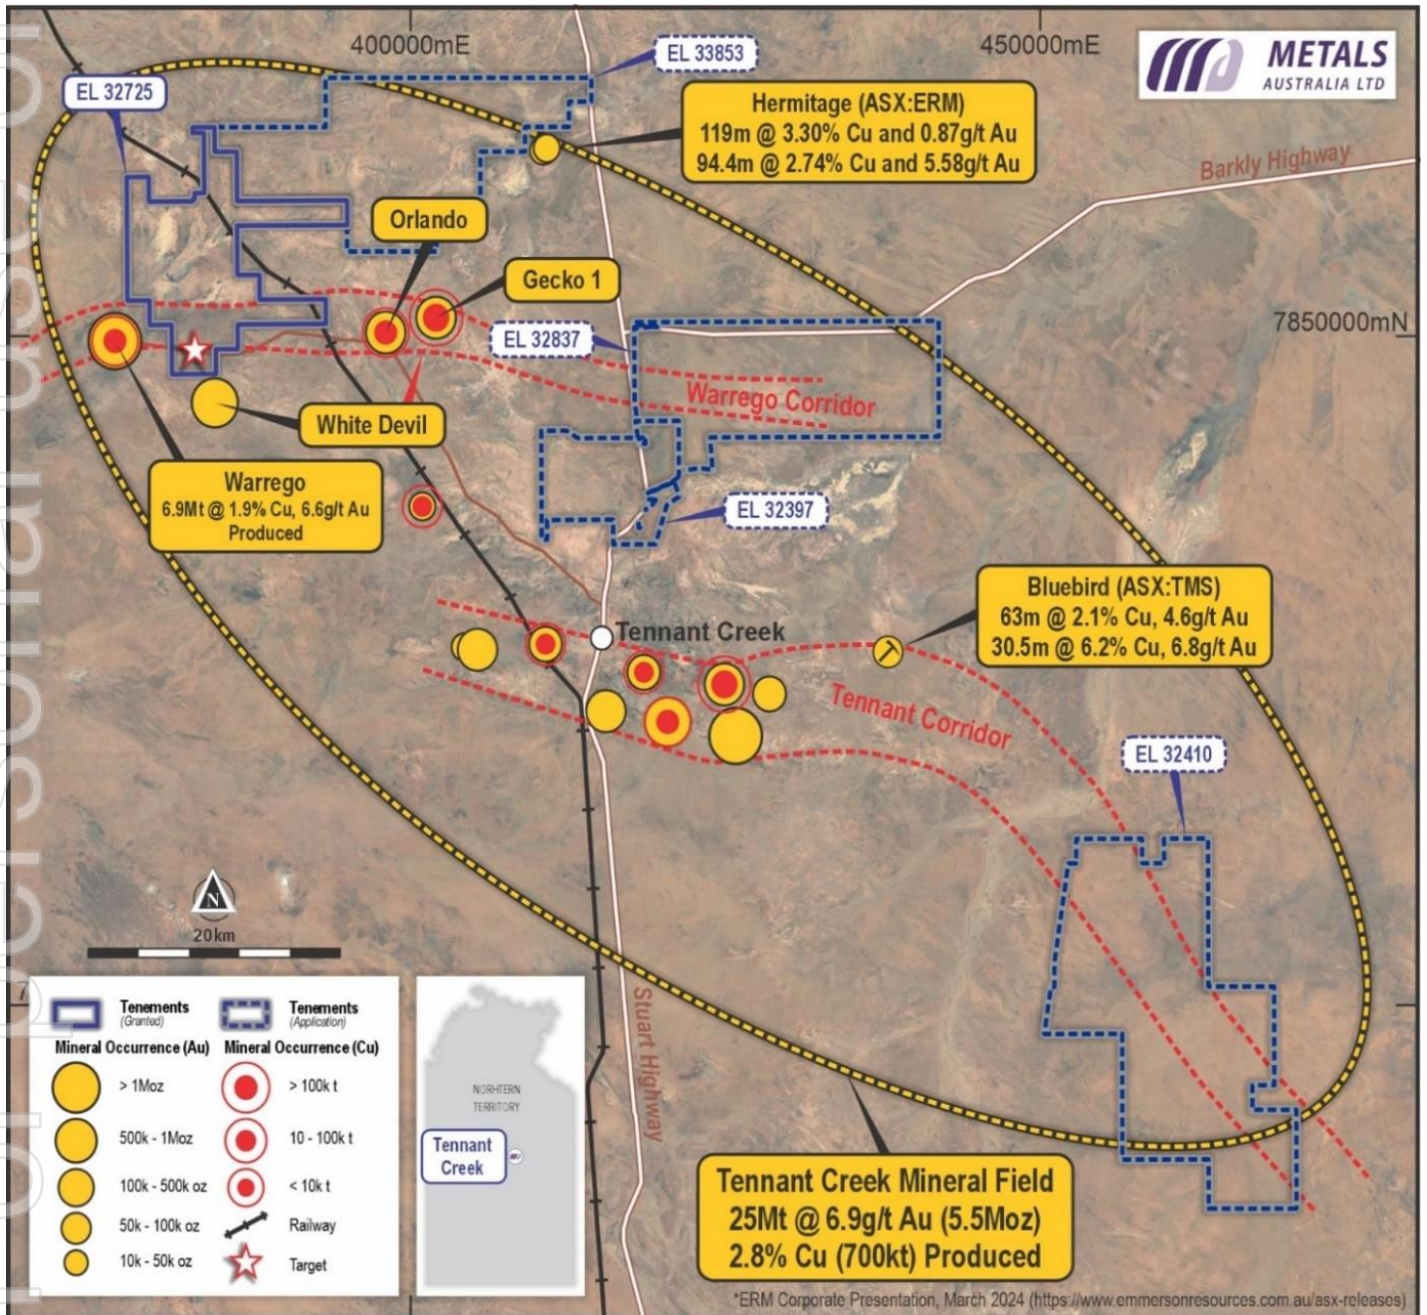 400000mE
450000mE
METALS
AUSTRALIA LTD
EL 33853
EL 32725
Hermitage (ASX:ERM)
119m @ 3.30% Cu and 0.87g/t Au
94.4m @ 2.74% Cu and 5.58g/t Au
Barkly Highway
Orlando
Gecko 1
7850000mN
EL 32837
Warrego Corridor
White Devil
Warrego
6.9Mt @ 1.9% Cu, 6.6g/t Au
Produced
EL 32397
Bluebird (ASX:TMS)
63m @ 2.1% Cu, 4.6g/t Au
30.5m @ 6.2% Cu, 6.8g/t Au
Tennant Creek
Tennant Corridor
EL 32410
N
20km
Stuart Highway
Tenements
(Granted)
Tenements
(Application)
Mineral Occurrence (Au)
Mineral Occurrence (Cu)
> 1Moz
> 100k t
500k - 1Moz
10 - 100k t
100k - 500k oz
< 10k t
50k - 100k oz
Railway
10k - 50k oz
Target
NORHTERN
TERRITORY
Tennant
Creek
Tennant Creek Mineral Field
25Mt @ 6.9g/t Au (5.5Moz)
2.8% Cu (700kt) Produced
*ERM Corporate Presentation, March 2024 (https://www.emmersonresources.com.au/asx-releases)
For personal use on